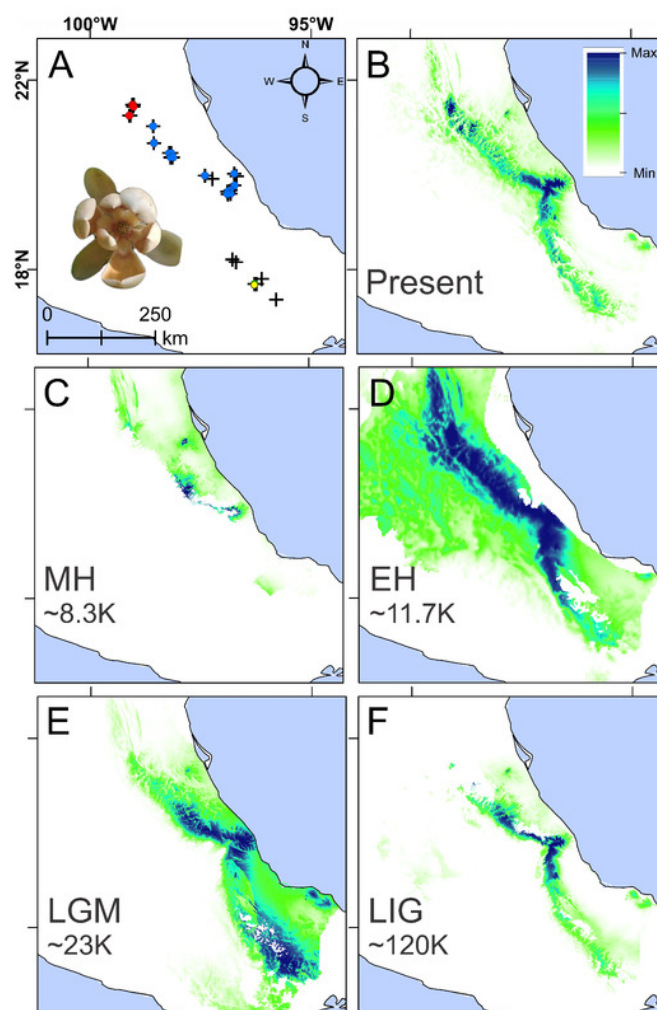 100°W 95°W
A
N
W E
S
22°N
18°N
0 250
km
B
Max
Min
Present
C
MH
~8.3K
D
EH
~11.7K
E
LGM
~23K
F
LIG
~120K